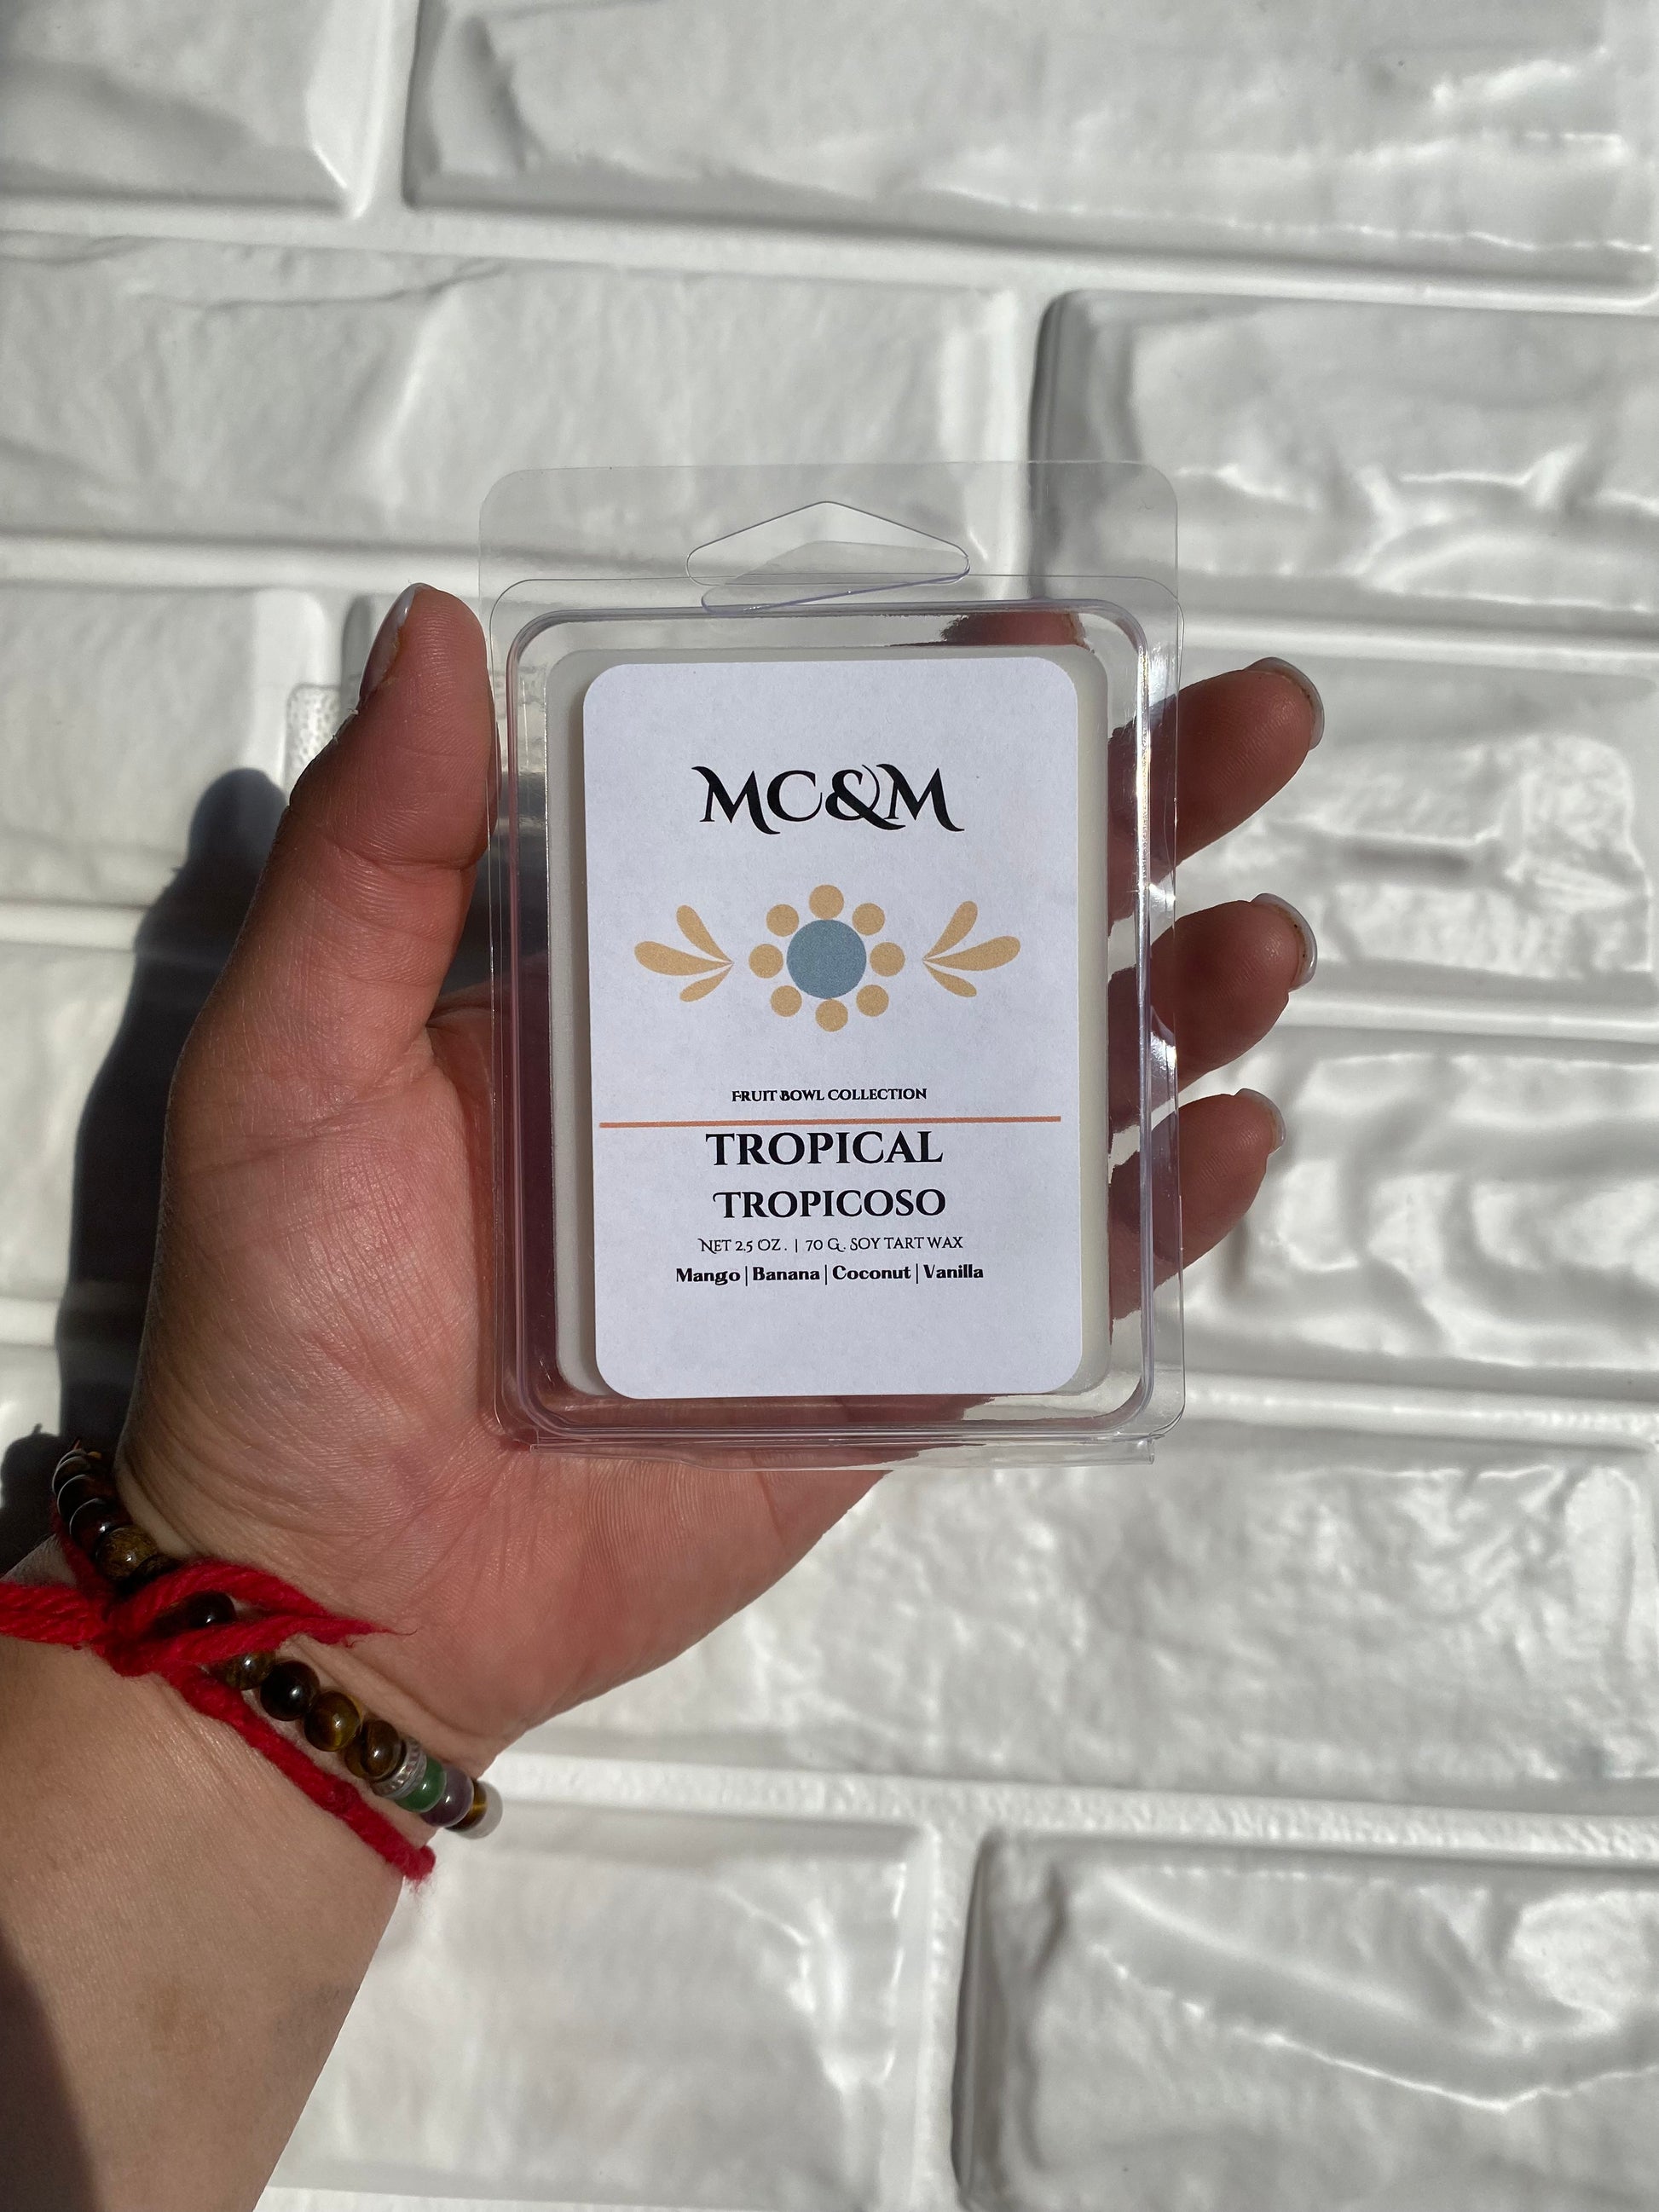 MC&M
FRUIT BOWL COLLECTION
TROPICAL
TROPICOSO
NET 2.5 OZ. | 70 G. SOY TART WAX
Mango | Banana | Coconut | Vanilla